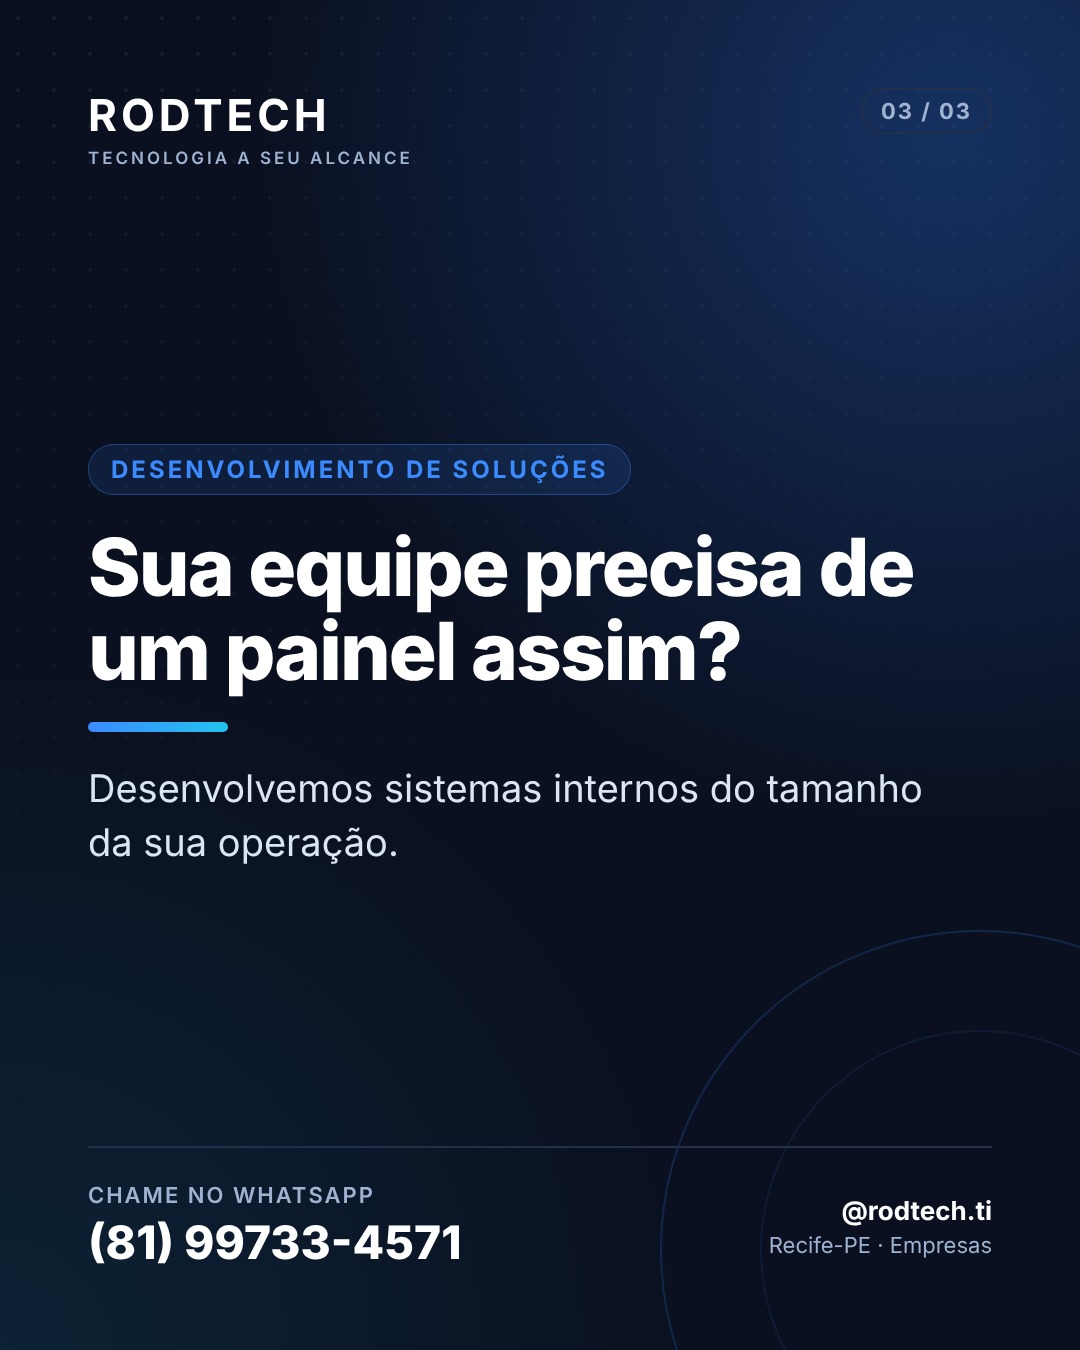 RODTECH
TECNOLOGIA A SEU ALCANCE
03 / 03
DESENVOLVIMENTO DE SOLUÇÕES
Sua equipe precisa de
um painel assim?
Desenvolvemos sistemas internos do tamanho
da sua operação.
CHAME NO WHATSAPP
(81) 99733-4571
@rodtech.ti
Recife-PE · Empresas